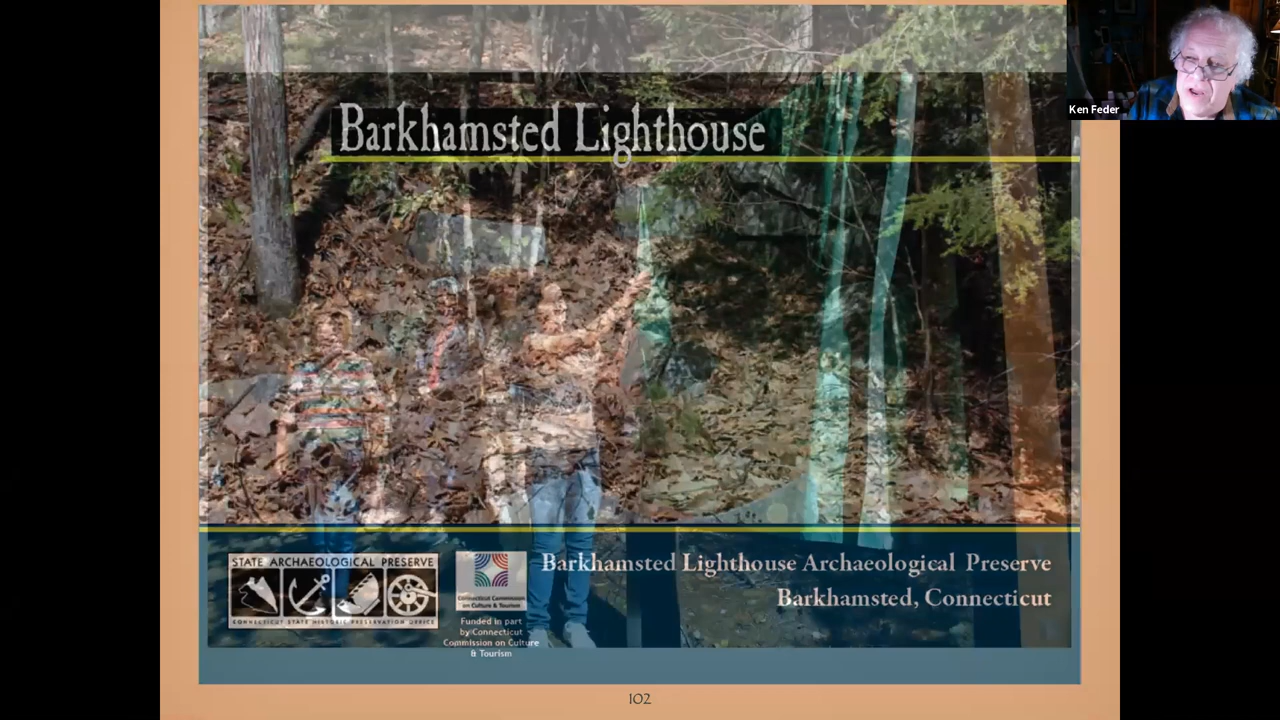 Ken Feder
Barkhamsted Lighthouse
STATE ARCHAEOLOGICAL PRESERVE
CONNECTICUT STATE HISTORIC PRESERVATION OFFICE
Connecticut Commission
on Culture & Tourism
Funded in part
by Connecticut
Commission on Culture
& Tourism
Barkhamsted Lighthouse Archaeological Preserve
Barkhamsted, Connecticut
102